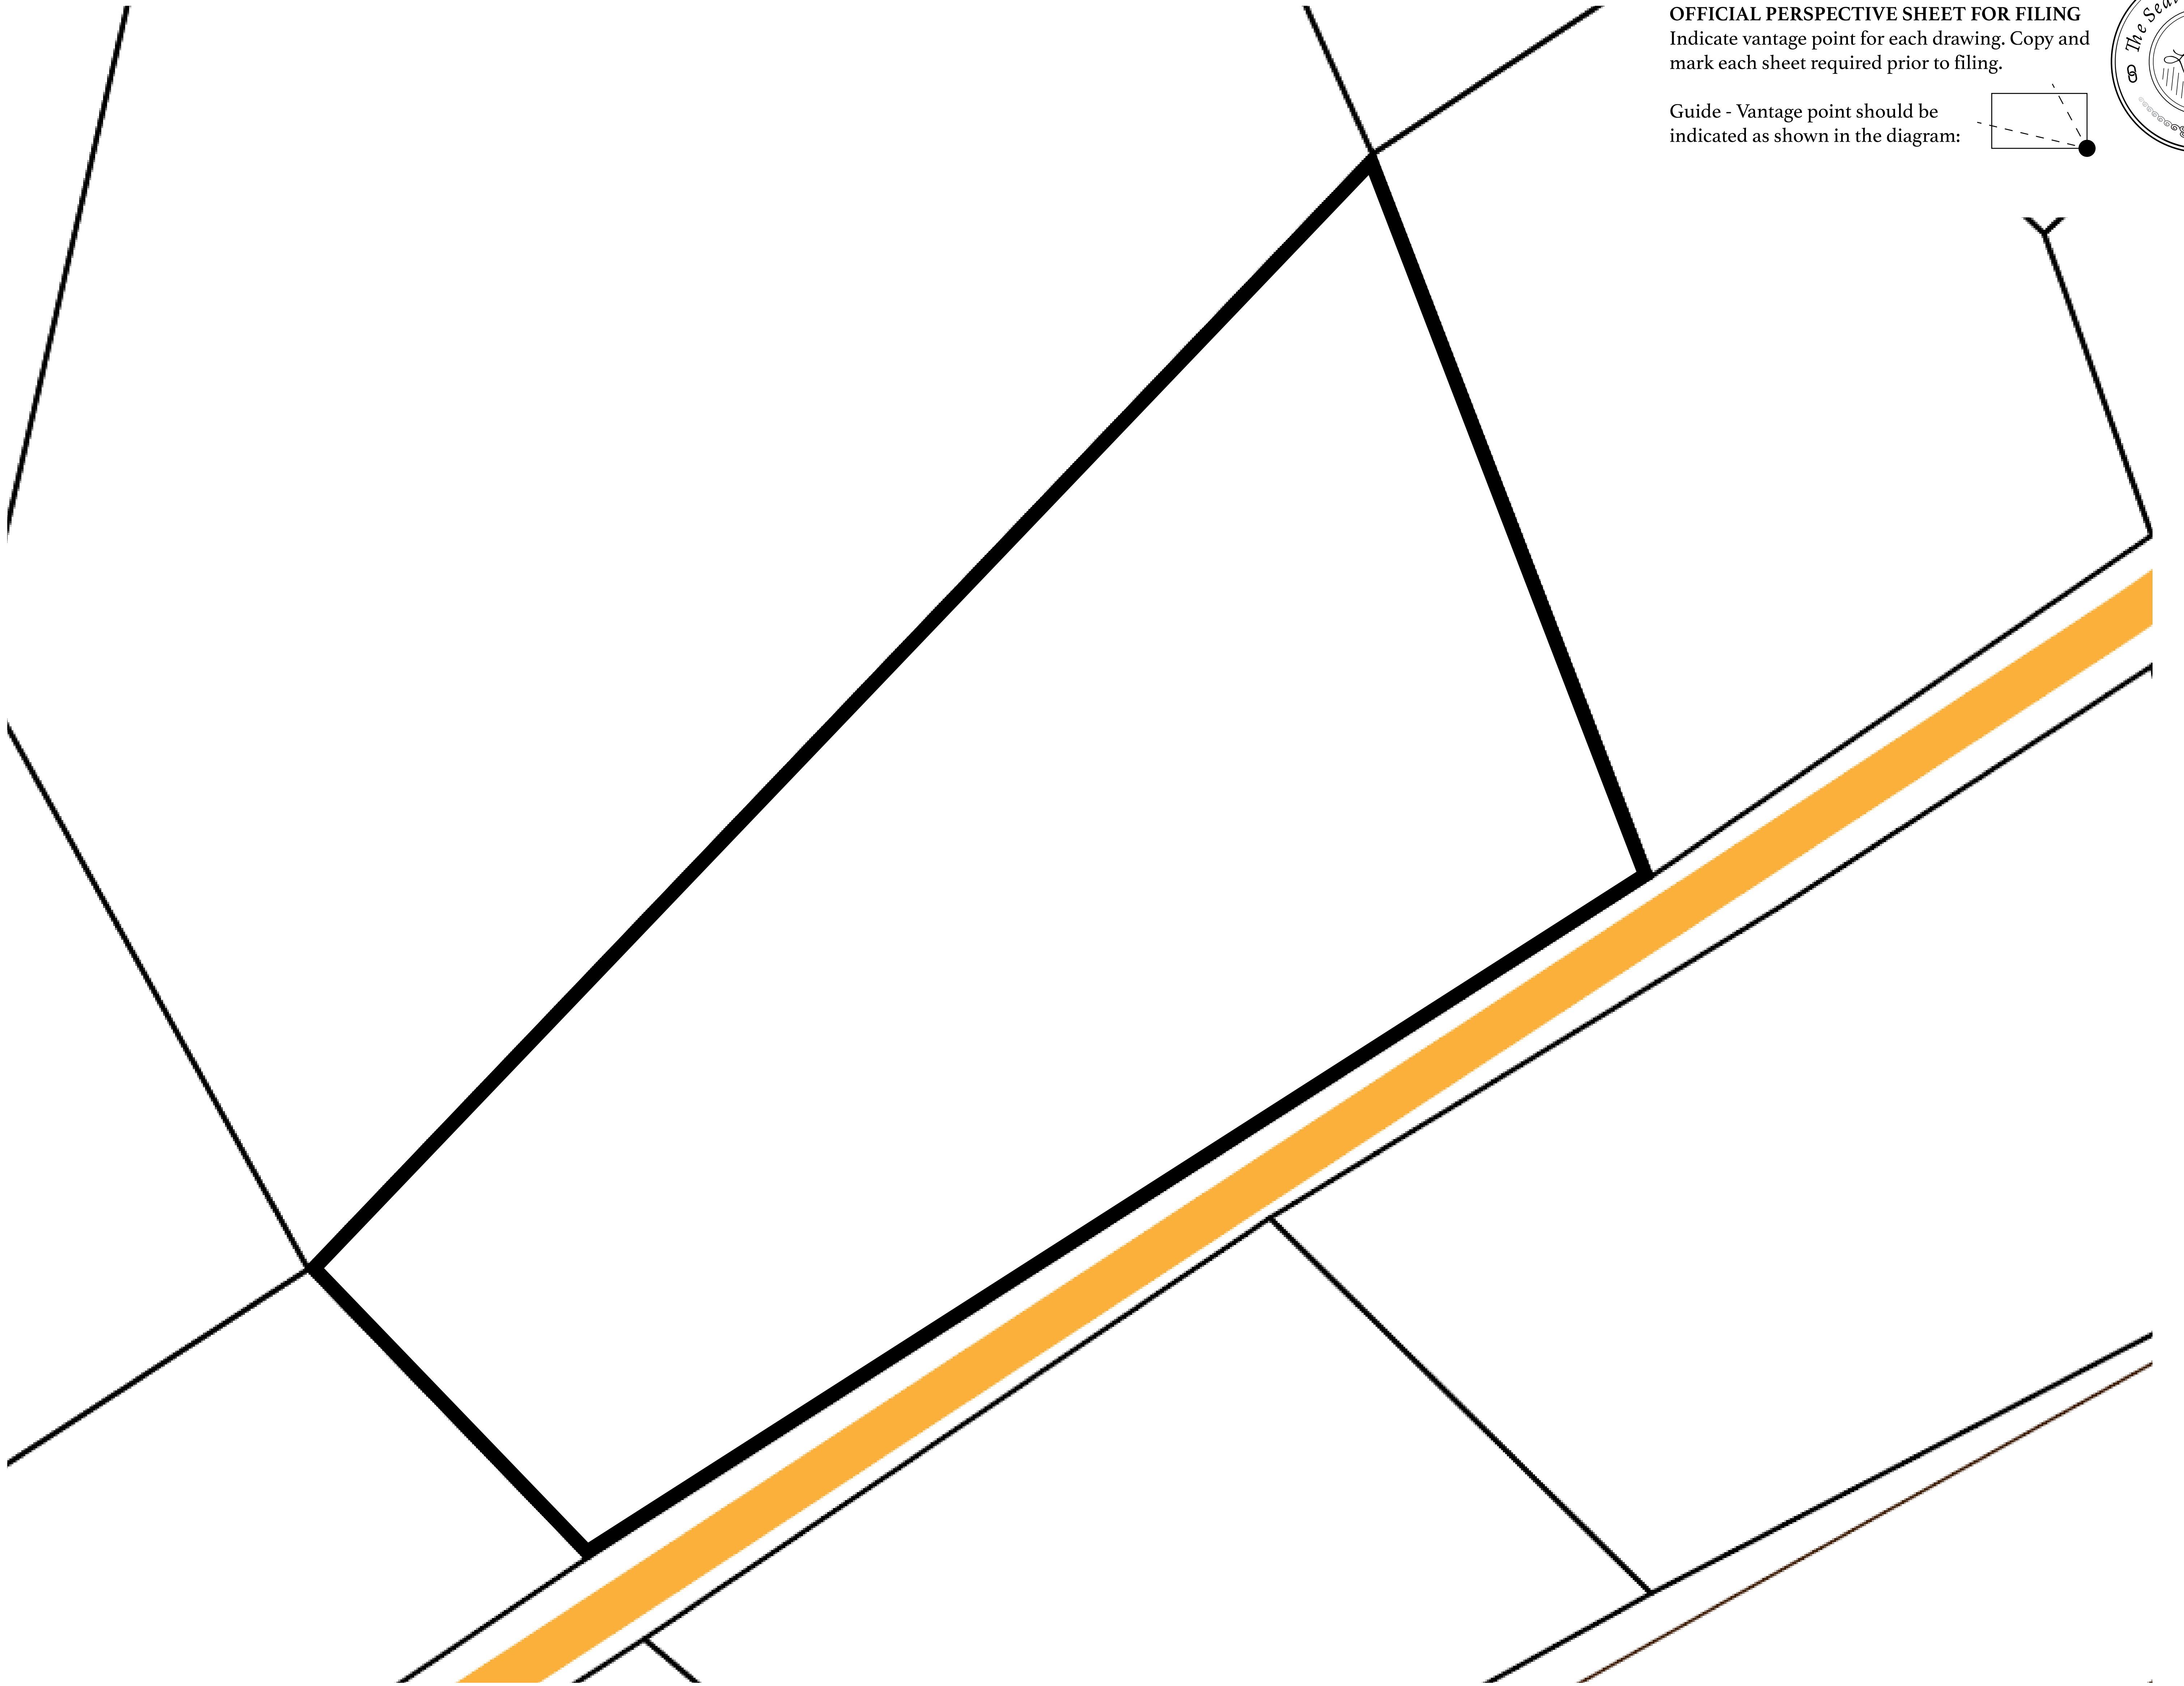 OFFICIAL PERSPECTIVE SHEET FOR FILING
Indicate vantage point for each drawing. Copy and
mark each sheet required prior to filing.
Guide - Vantage point should be
indicated as shown in the diagram:
The